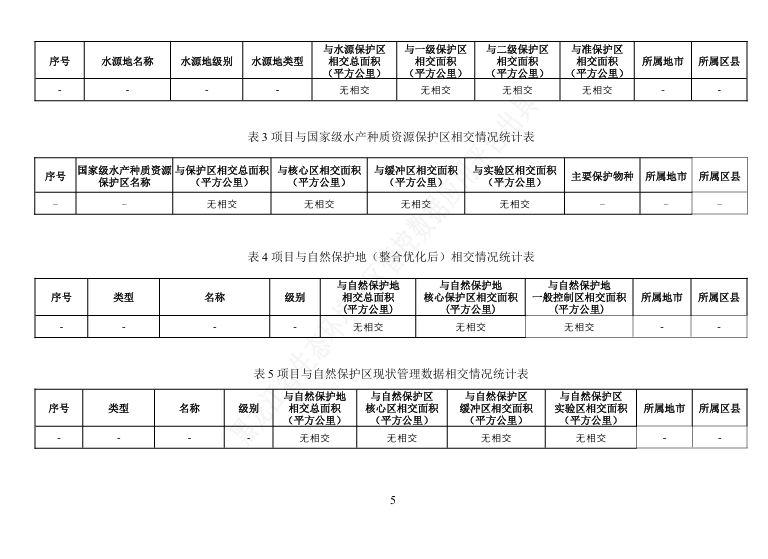 序号 水源地名称 水源地级别 水源地类型 与水源保护区相交总面积（平方公里） 与一级保护区相交面积（平方公里） 与二级保护区相交面积（平方公里） 与准保护区相交面积（平方公里） 所属地市 所属区县
- - - - 无相交 无相交 无相交 无相交 - -
表 3 项目与国家级水产种质资源保护区相交情况统计表
序号 国家级水产种质资源保护区名称 与保护区相交总面积（平方公里） 与核心区相交面积（平方公里） 与缓冲区相交面积（平方公里） 与实验区相交面积（平方公里） 主要保护物种 所属地市 所属区县
– – 无相交 无相交 无相交 无相交 – – –
表 4 项目与自然保护地（整合优化后）相交情况统计表
序号 类型 名称 级别 与自然保护地相交总面积(平方公里) 与自然保护地核心保护区相交面积(平方公里) 与自然保护地一般控制区相交面积(平方公里) 所属地市 所属区县
- - - - 无相交 无相交 无相交 - -
表 5 项目与自然保护区现状管理数据相交情况统计表
序号 类型 名称 级别 与自然保护地相交总面积（平方公里） 与自然保护区核心区相交面积（平方公里） 与自然保护区缓冲区相交面积（平方公里） 与自然保护区实验区相交面积（平方公里） 所属地市 所属区县
- - - - 无相交 无相交 无相交 无相交 - -
5